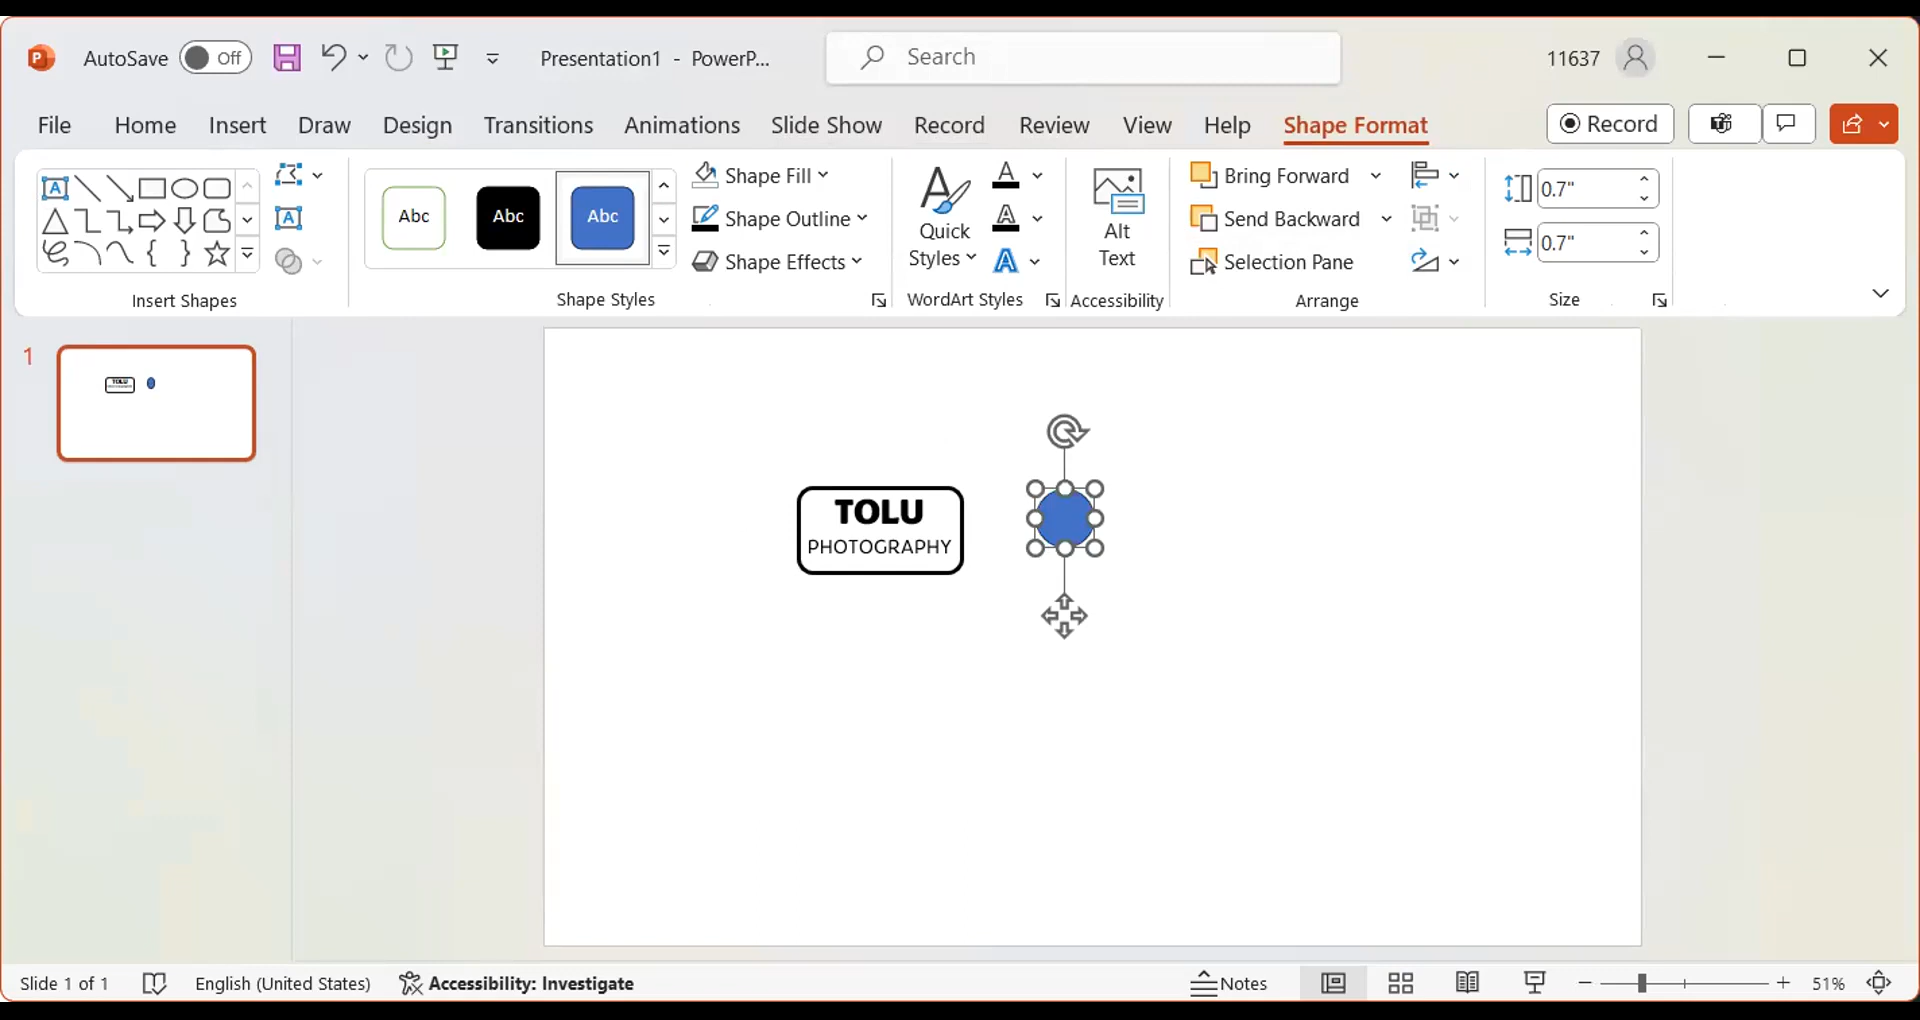 AutoSave Off Presentation1 - PowerP... Search 11637
File Home Insert Draw Design Transitions Animations Slide Show Record Review View Help Shape Format Record
Abc Abc Abc
Shape Fill
Shape Outline
Shape Effects
Quick
Styles
Alt
Text
Bring Forward
Send Backward
Selection Pane
0.7"
0.7"
Insert Shapes Shape Styles WordArt Styles Accessibility Arrange Size
1
TOLU
PHOTOGRAPHY
TOLU
PHOTOGRAPHY
Slide 1 of 1 English (United States) Accessibility: Investigate Notes 51%